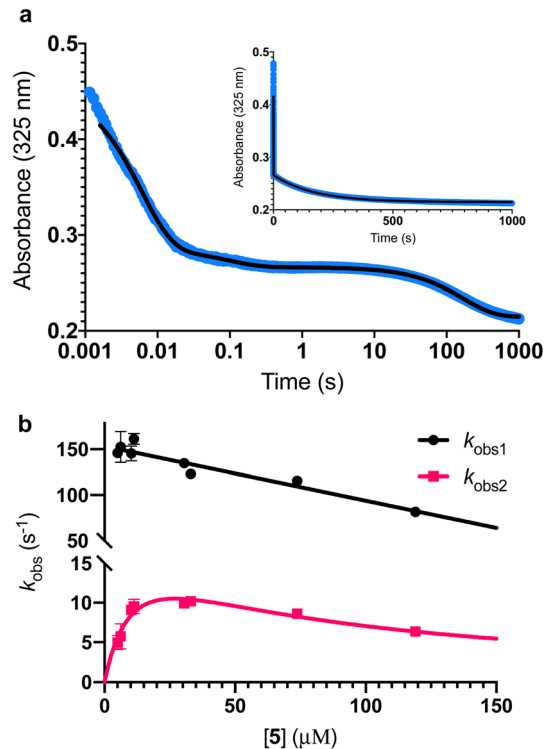 a
0.5
0.4
0.3
0.2
Absorbance (325 nm)
0.001 0.01 0.1 1 10 100 1000
Time (s)
0.5
0.4
0.3
0.2
Absorbance (325 nm)
0 500 1000
Time (s)
b
150
100
50
15
10
5
0
kobs (s-1)
kobs1
kobs2
0 50 100 150
[5] (μM)